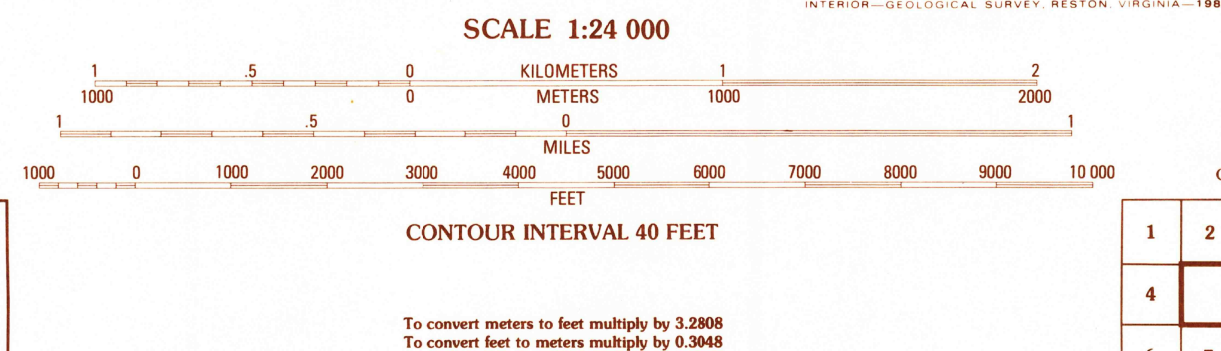 INTERIOR—GEOLOGICAL SURVEY, RESTON, VIRGINIA—198
SCALE 1:24 000
1 .5 0 KILOMETERS 1 2
1000 0 METERS 1000 2000
1 .5 0 1
MILES
1000 0 1000 2000 3000 4000 5000 6000 7000 8000 9000 10 000
FEET
CONTOUR INTERVAL 40 FEET
1 2
4
To convert meters to feet multiply by 3.2808
To convert feet to meters multiply by 0.3048